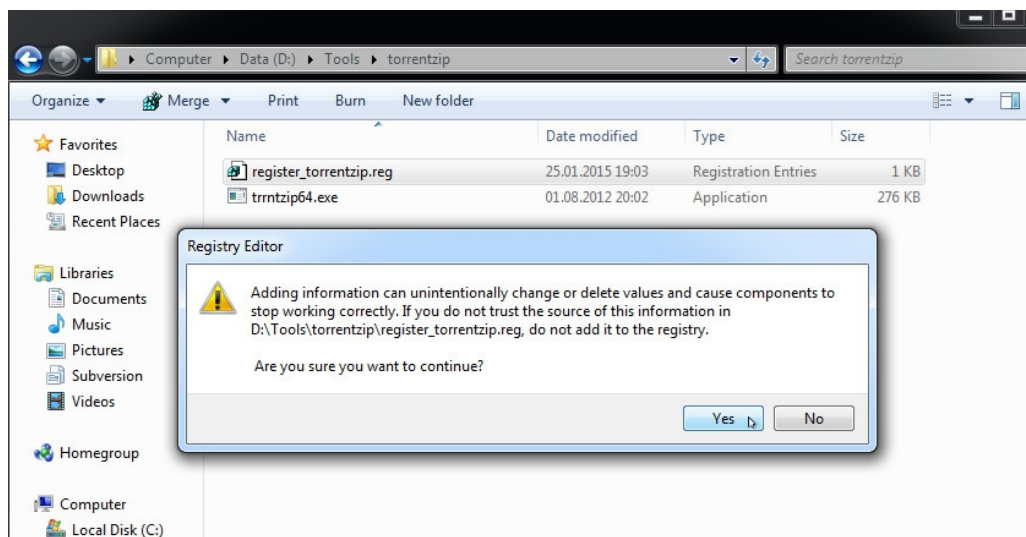 Computer ▸ Data (D:) ▸ Tools ▸ torrentzip
Search torrentzip
Organize Merge Print Burn New folder
Name Date modified Type Size
Favorites
register_torrentzip.reg 25.01.2015 19:03 Registration Entries 1 KB
Desktop
trrntzip64.exe 01.08.2012 20:02 Application 276 KB
Downloads
Recent Places
Libraries
Documents
Music
Pictures
Subversion
Videos
Homegroup
Computer
Local Disk (C:)
Registry Editor
Adding information can unintentionally change or delete values and cause components to
stop working correctly. If you do not trust the source of this information in
D:\Tools\torrentzip\register_torrentzip.reg, do not add it to the registry.
Are you sure you want to continue?
Yes No